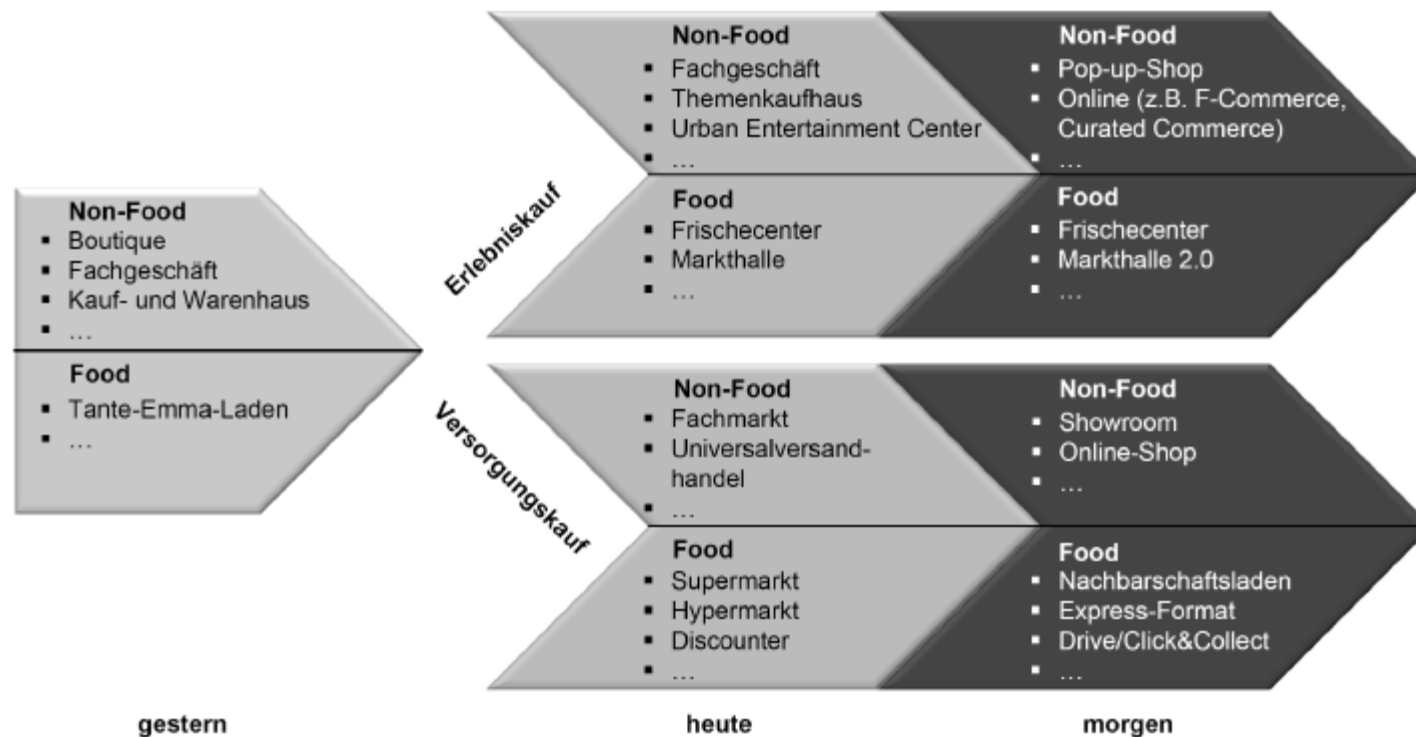 Non-Food
▪ Boutique
▪ Fachgeschäft
▪ Kauf- und Warenhaus
▪ …
Food
▪ Tante-Emma-Laden
▪ …
Erlebniskauf
Non-Food
▪ Fachgeschäft
▪ Themenkaufhaus
▪ Urban Entertainment Center
▪ …
Food
▪ Frischecenter
▪ Markthalle
▪ …
Non-Food
▪ Pop-up-Shop
▪ Online (z.B. F-Commerce,
Curated Commerce)
▪ …
Food
▪ Frischecenter
▪ Markthalle 2.0
▪ …
Versorgungskauf
Non-Food
▪ Fachmarkt
▪ Universalversand-
handel
▪ …
Food
▪ Supermarkt
▪ Hypermarkt
▪ Discounter
▪ …
Non-Food
▪ Showroom
▪ Online-Shop
▪ …
Food
▪ Nachbarschaftsladen
▪ Express-Format
▪ Drive/Click&Collect
▪ …
gestern
heute
morgen